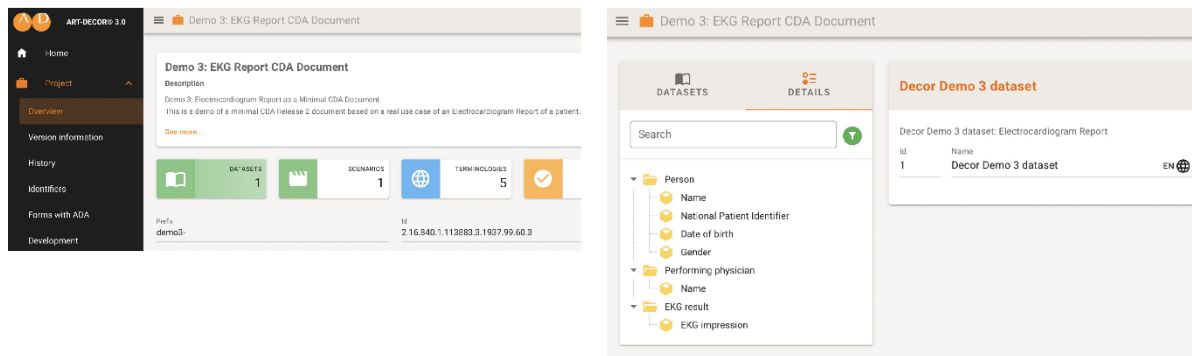 ART-DECOR® 3.0
Demo 3: EKG Report CDA Document
Home
Project
Overview
Version information
History
Identifiers
Forms with ADA
Development
Demo 3: EKG Report CDA Document
Description
Demo 3: Electrocardiogram Report as a Minimal CDA Document
This is a demo of a minimal CDA Release 2 document based on a real use case of an Electrocardiogram Report of a patient.
See more...
DATASETS
1
SCENARIOS
1
TERMINOLOGIES
5
Prefix
demo3-
Id
2.16.840.1.113883.3.1937.99.60.3
Demo 3: EKG Report CDA Document
DATASETS
DETAILS
Search
Person
Name
National Patient Identifier
Date of birth
Gender
Performing physician
Name
EKG result
EKG impression
Decor Demo 3 dataset
Decor Demo 3 dataset: Electrocardiogram Report
Id
Name
1
Decor Demo 3 dataset
EN